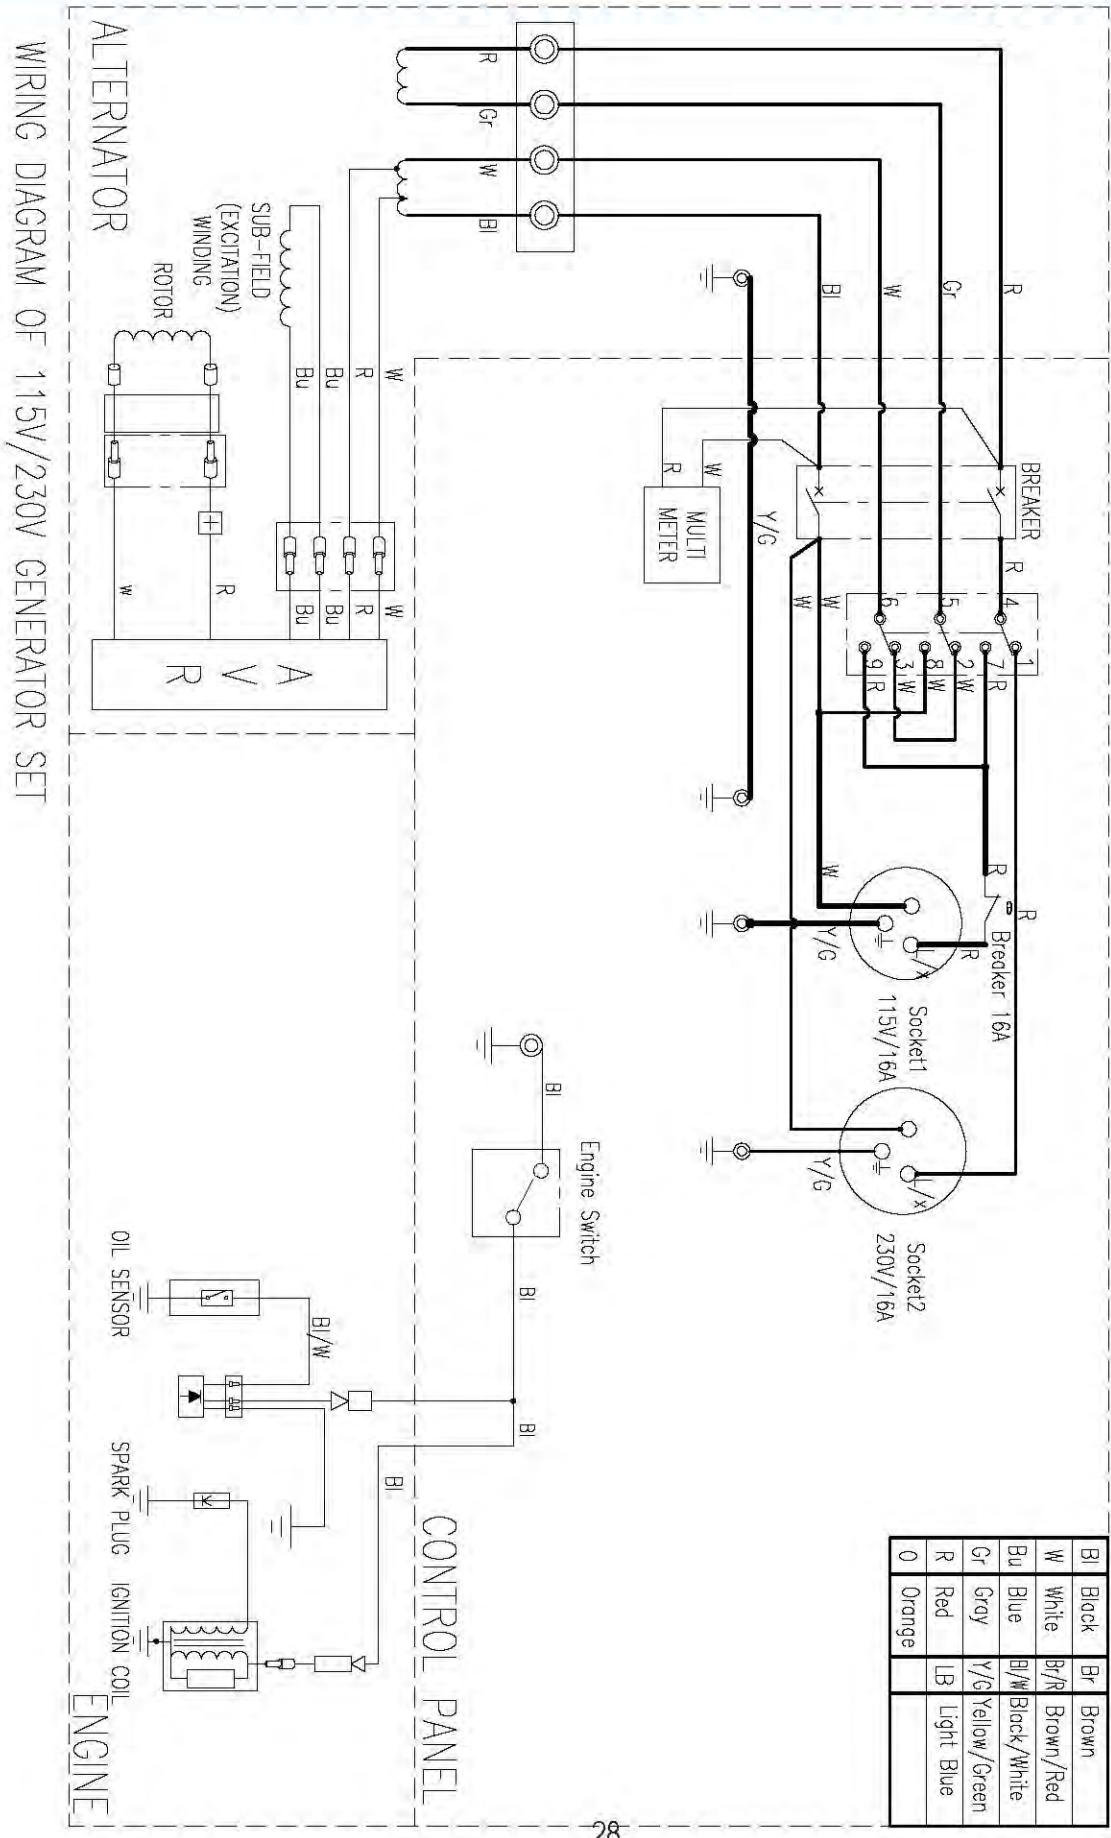 WIRING DIAGRAM OF 115V/230V GENERATOR SET
ALTERNATOR
R
Gr
W
Bl
R
Gr
W
Bl
SUB-FIELD
(EXCITATION)
WINDING
ROTOR
W
R
Bu
Bu
W
R
Bu
Bu
R
w
A V R
BREAKER
R
W
R
MULTI
METER
Y/G
W
W
4
5
6
1
7
2
8
3
9
R
W
W
R
R
R
Breaker 16A
R
W
Y/G
L/x
Socket1
115V/16A
L/x
Y/G
Socket2
230V/16A
Bl
Engine Switch
Bl
Bl
Bl
CONTROL PANEL
OIL SENSOR
Bl/W
SPARK PLUG
IGNITION COIL
ENGINE
Bl Black Br Brown
W White Br/R Brown/Red
Bu Blue Bl/W Black/White
Gr Gray Y/G Yellow/Green
R Red LB Light Blue
O Orange
28